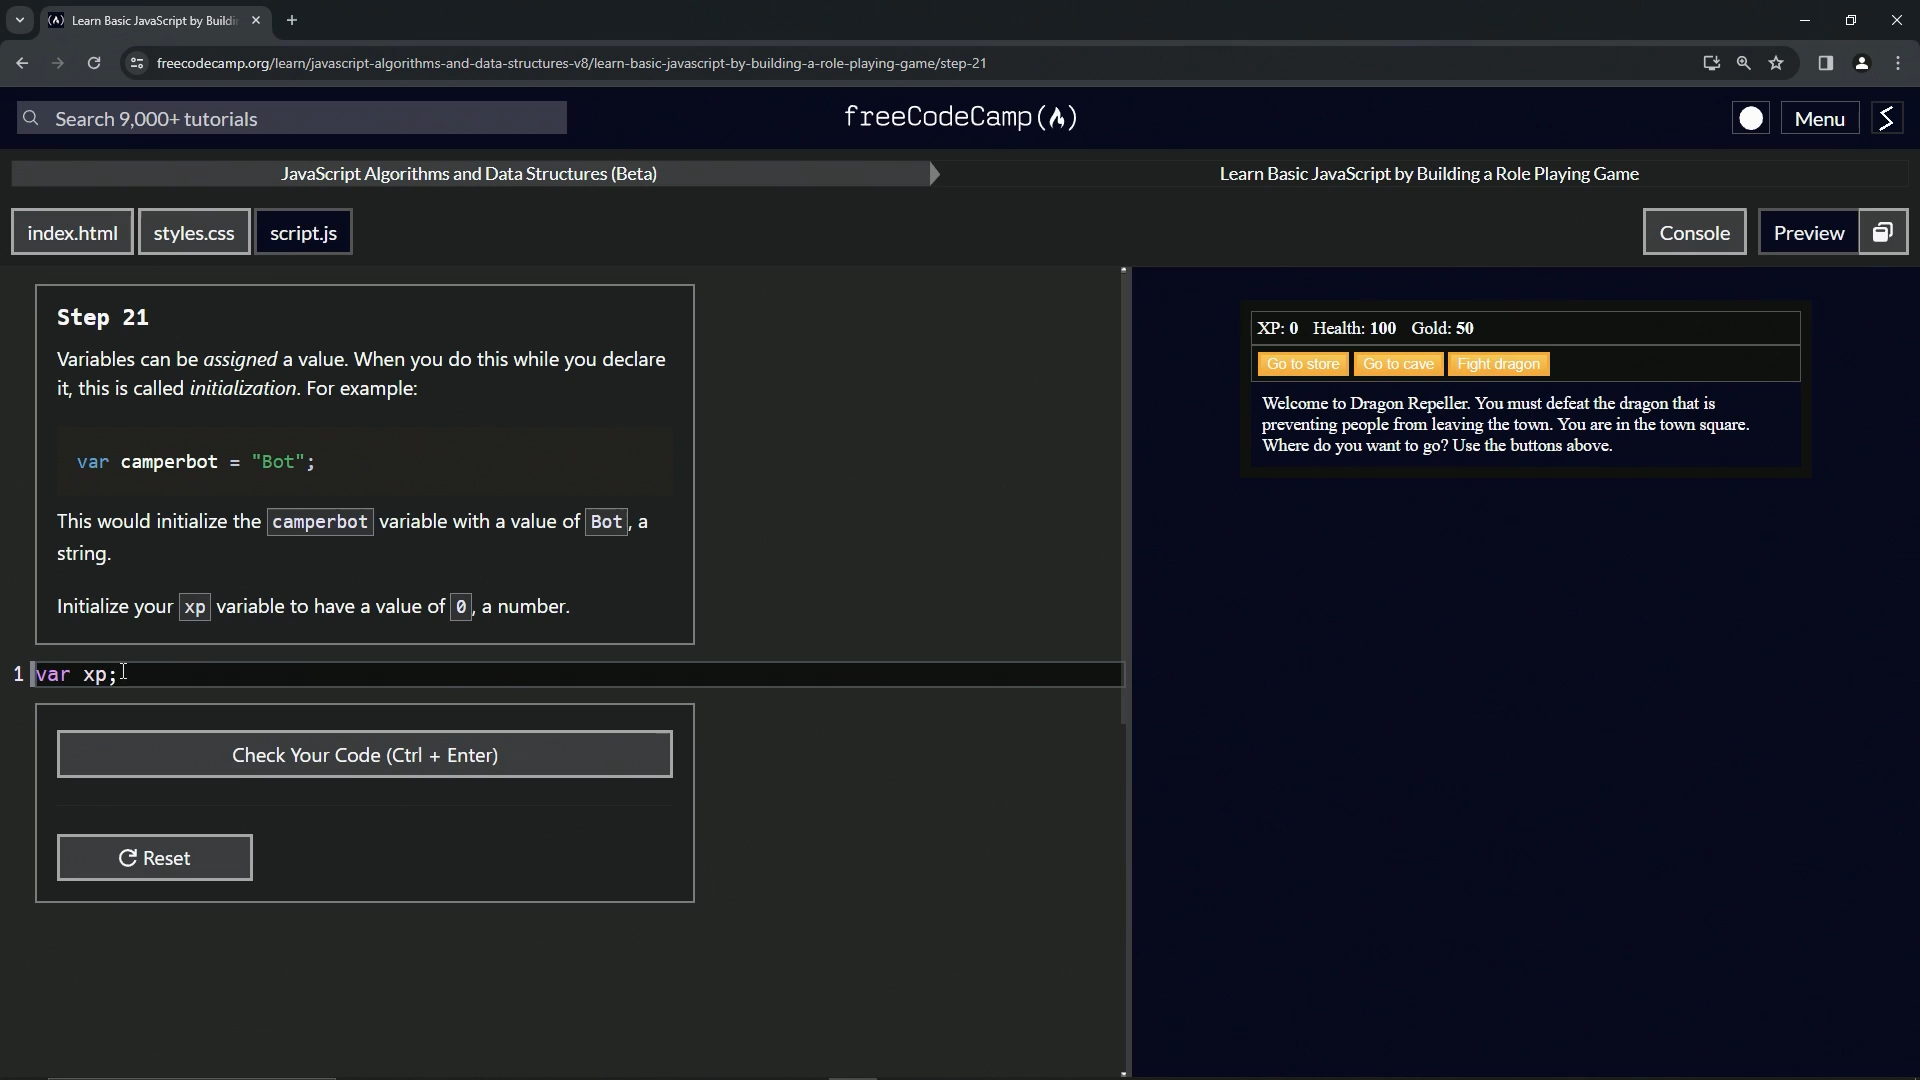 Learn Basic JavaScript by Buildi
freecodecamp.org/learn/javascript-algorithms-and-data-structures-v8/learn-basic-javascript-by-building-a-role-playing-game/step-21
Search 9,000+ tutorials
freeCodeCamp(🔥)
Menu
JavaScript Algorithms and Data Structures (Beta)
Learn Basic JavaScript by Building a Role Playing Game
index.html
styles.css
script.js
Console
Preview
Step 21
Variables can be assigned a value. When you do this while you declare
it, this is called initialization. For example:
var camperbot = "Bot";
This would initialize the camperbot variable with a value of Bot, a
string.
Initialize your xp variable to have a value of 0, a number.
1 var xp;
Check Your Code (Ctrl + Enter)
Reset
XP: 0 Health: 100 Gold: 50
Go to store
Go to cave
Fight dragon
Welcome to Dragon Repeller. You must defeat the dragon that is
preventing people from leaving the town. You are in the town square.
Where do you want to go? Use the buttons above.